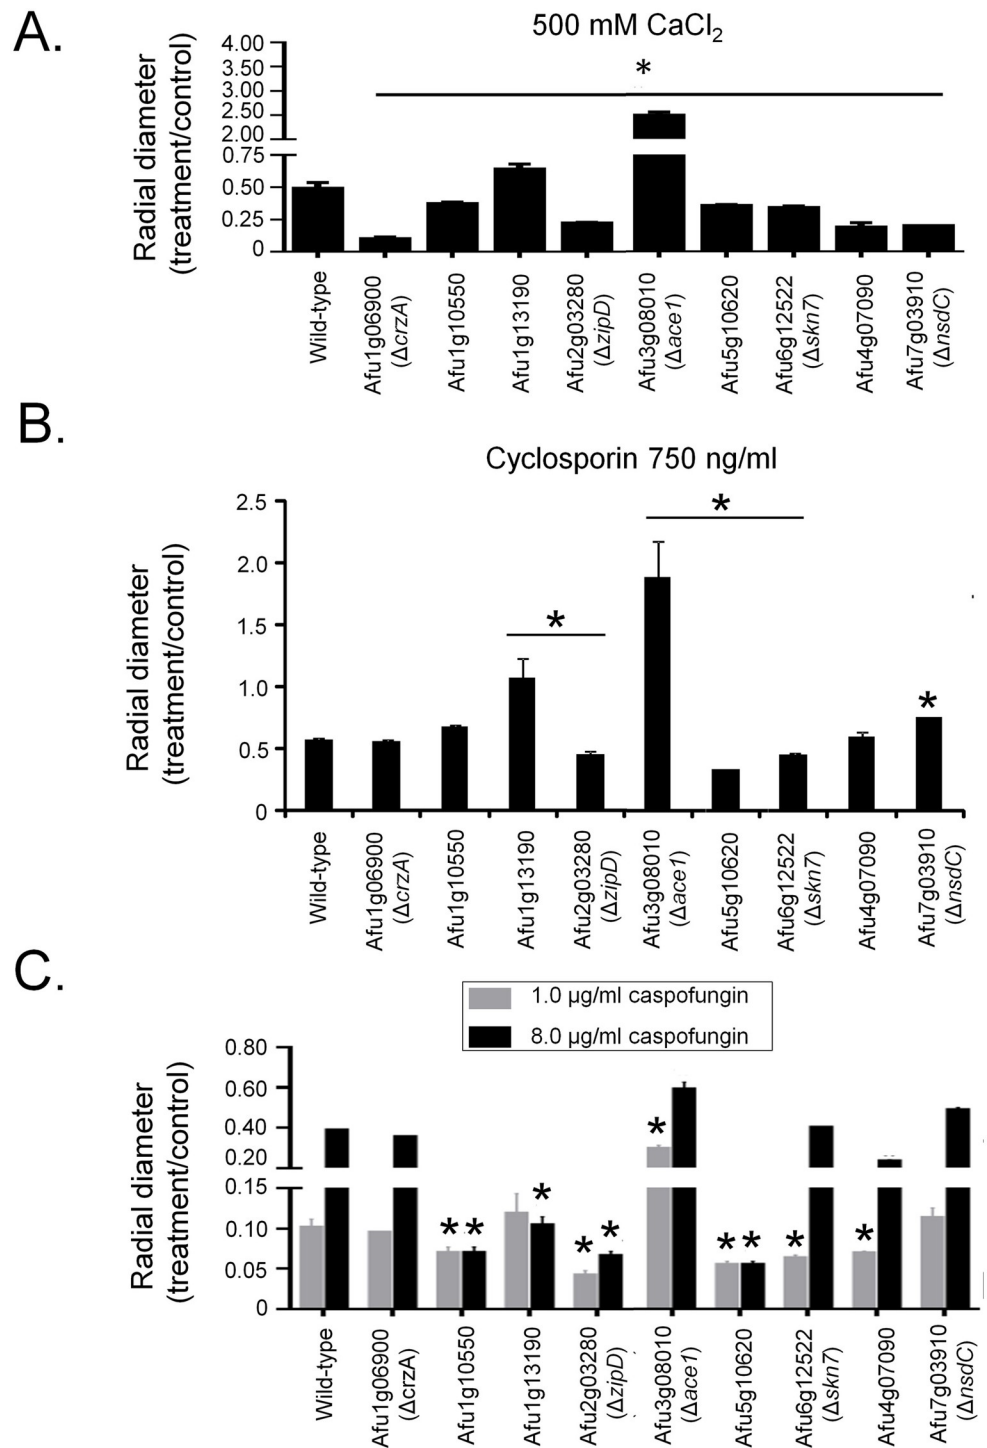 A.
500 mM CaCl2
Radial diameter
(treatment/control)
4.00
3.50
3.00
2.50
2.00
0.75
0.50
0.25
0
*
Wild-type
Afu1g06900
(ΔcrzA)
Afu1g10550
Afu1g13190
Afu2g03280
(ΔzipD)
Afu3g08010
(Δace1)
Afu5g10620
Afu6g12522
(Δskn7)
Afu4g07090
Afu7g03910
(ΔnsdC)
B.
Cyclosporin 750 ng/ml
Radial diameter
(treatment/control)
2.5
2.0
1.5
1.0
0.5
0
*
*
*
Wild-type
Afu1g06900
(ΔcrzA)
Afu1g10550
Afu1g13190
Afu2g03280
(ΔzipD)
Afu3g08010
(Δace1)
Afu5g10620
Afu6g12522
(Δskn7)
Afu4g07090
Afu7g03910
(ΔnsdC)
C.
1.0 µg/ml caspofungin
8.0 µg/ml caspofungin
Radial diameter
(treatment/control)
0.80
0.60
0.40
0.20
0.15
0.10
0.05
0
* * * * * * * * * *
Wild-type
Afu1g06900
(ΔcrzA)
Afu1g10550
Afu1g13190
Afu2g03280
(ΔzipD)
Afu3g08010
(Δace1)
Afu5g10620
Afu6g12522
(Δskn7)
Afu4g07090
Afu7g03910
(ΔnsdC)